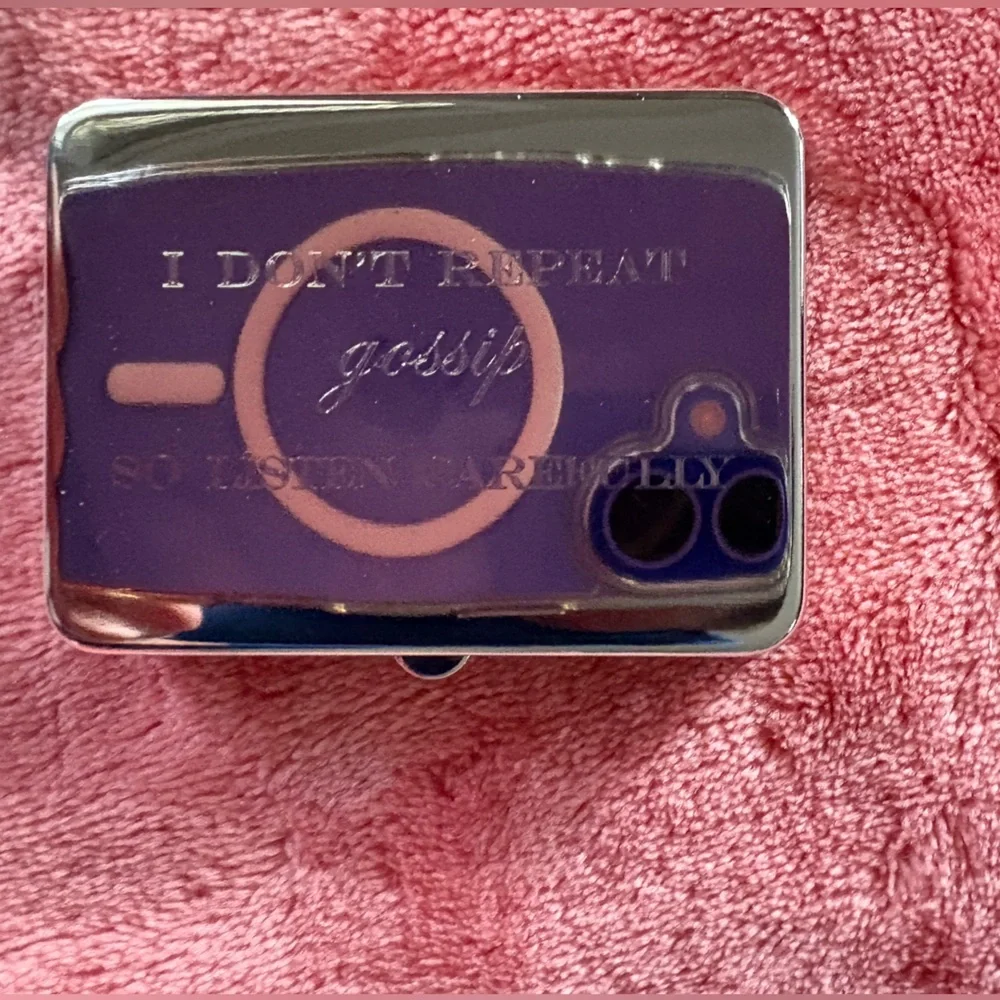 I DON'T REPEAT
gossip
SO LISTEN CAREFULLY